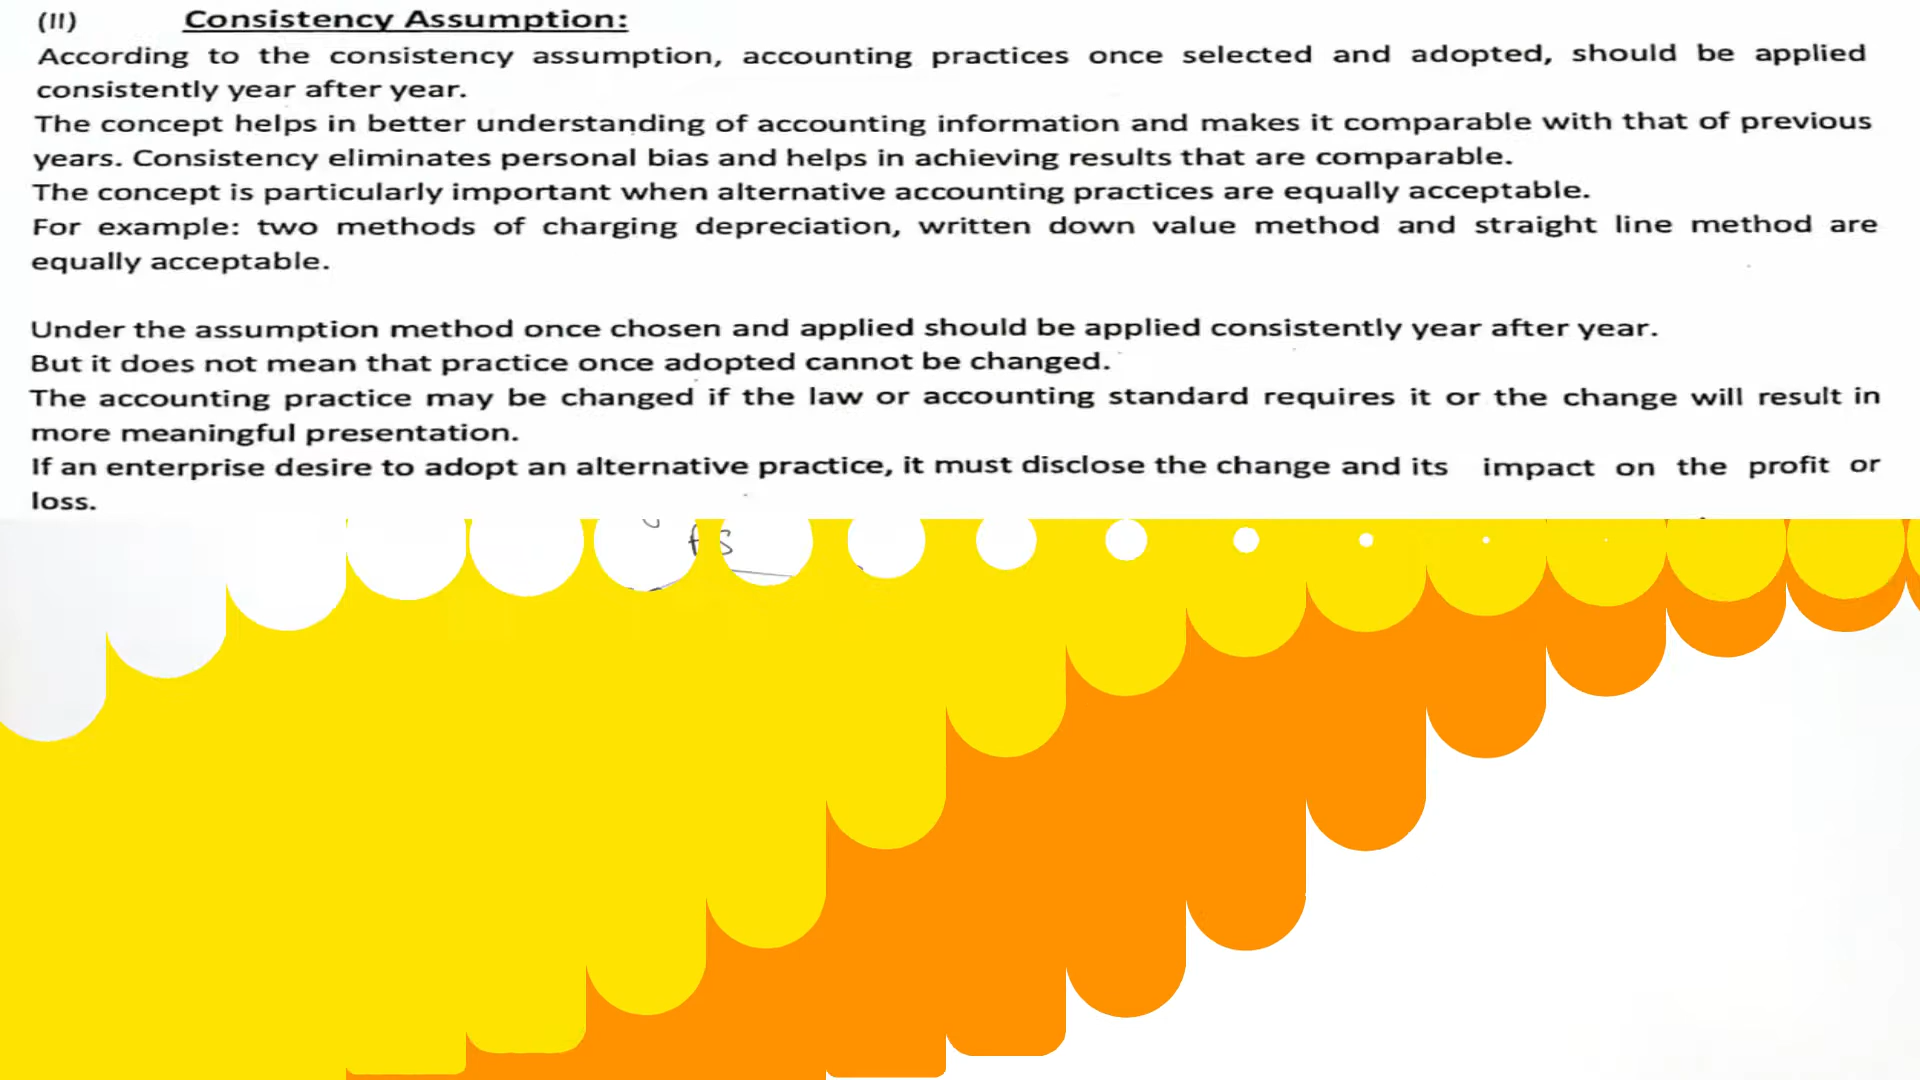 (II) Consistency Assumption:
According to the consistency assumption, accounting practices once selected and adopted, should be applied
consistently year after year.
The concept helps in better understanding of accounting information and makes it comparable with that of previous
years. Consistency eliminates personal bias and helps in achieving results that are comparable.
The concept is particularly important when alternative accounting practices are equally acceptable.
For example: two methods of charging depreciation, written down value method and straight line method are
equally acceptable.
Under the assumption method once chosen and applied should be applied consistently year after year.
But it does not mean that practice once adopted cannot be changed.
The accounting practice may be changed if the law or accounting standard requires it or the change will result in
more meaningful presentation.
If an enterprise desire to adopt an alternative practice, it must disclose the change and its impact on the profit or
loss.